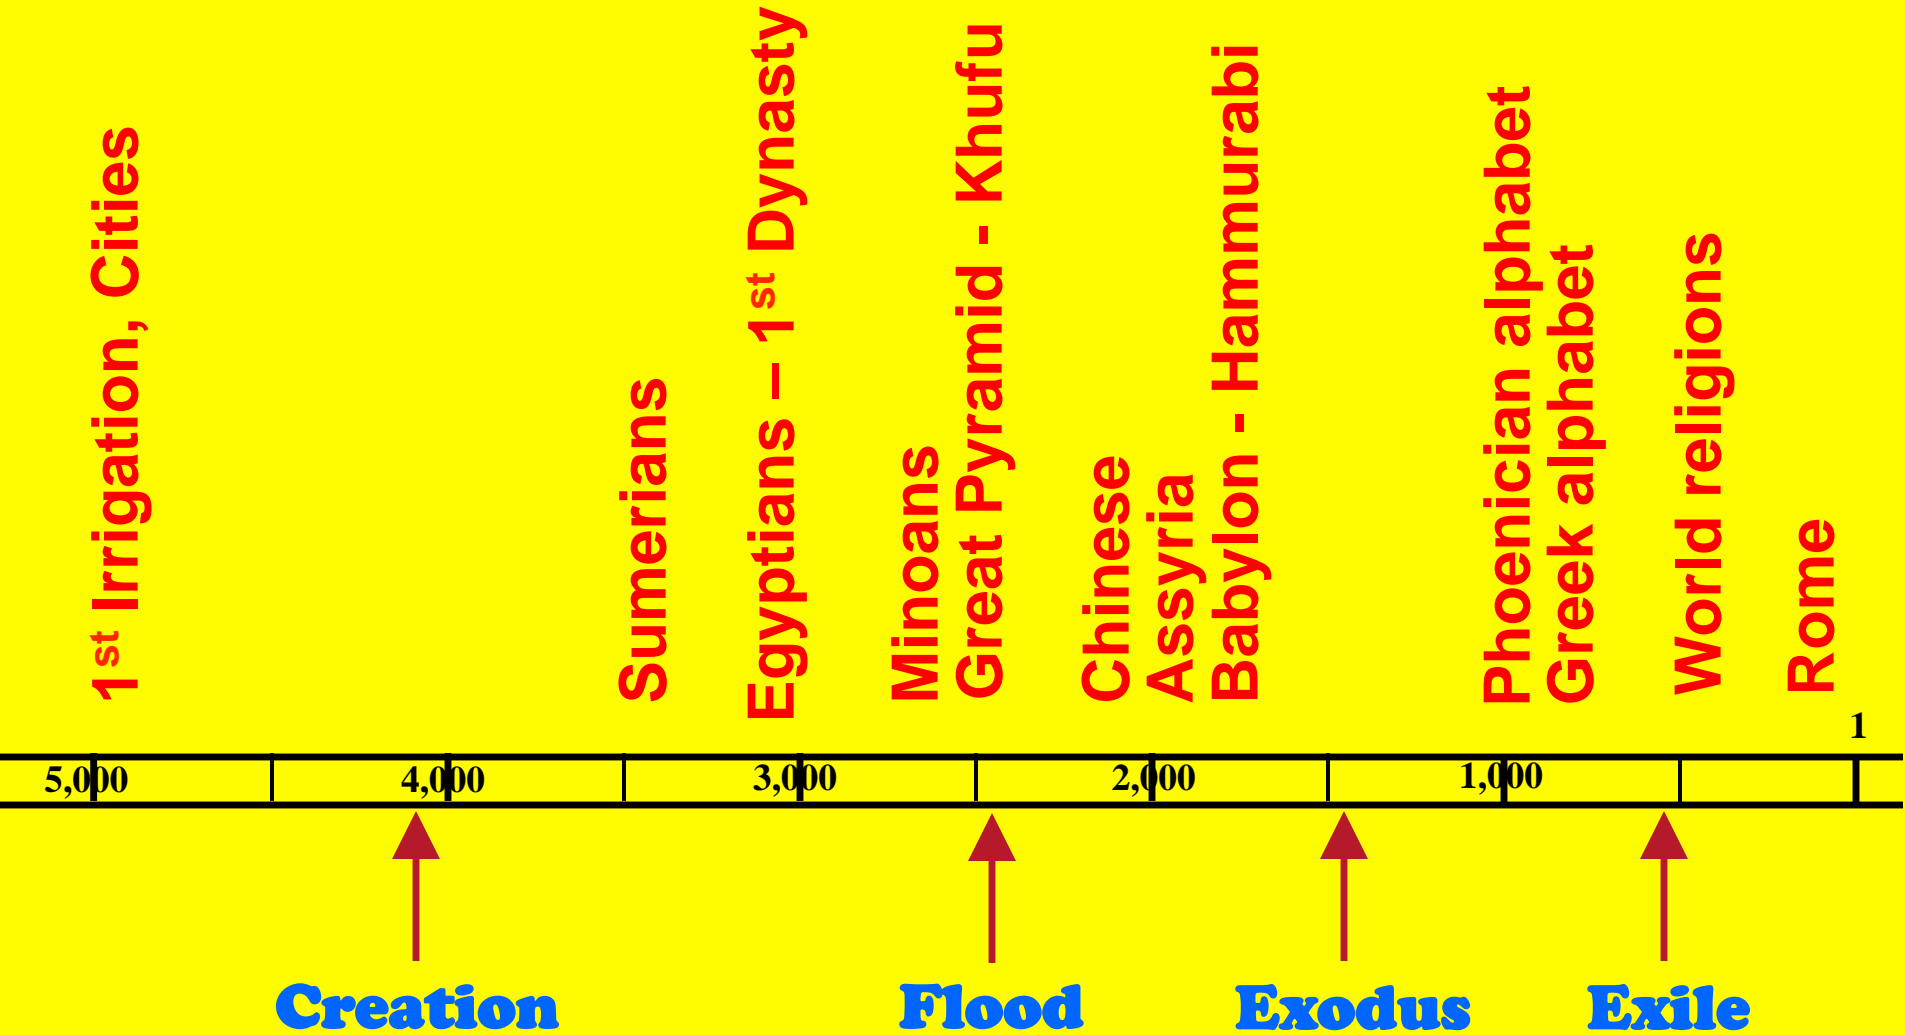 1st Irrigation, Cities
Sumerians
Egyptians – 1st Dynasty
Minoans
Great Pyramid - Khufu
Chinese
Assyria
Babylon - Hammurabi
Phoenician alphabet
Greek alphabet
World religions
Rome
1
5,000
4,000
3,000
2,000
1,000
Creation
Flood
Exodus
Exile